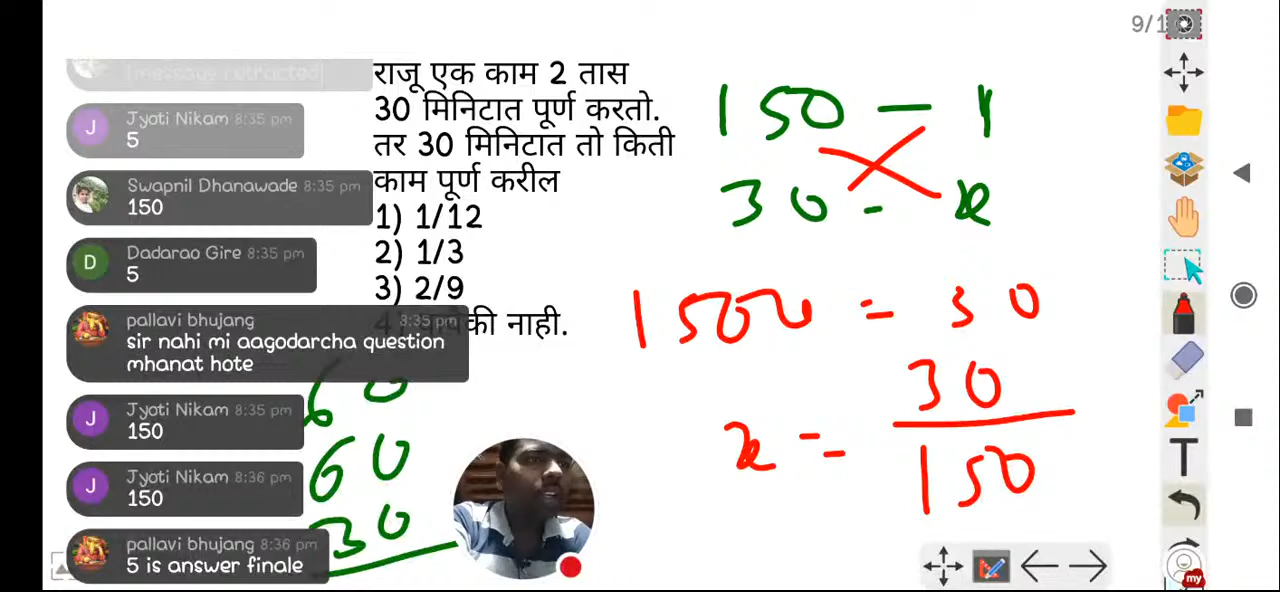 9/1
[message retracted]
Jyoti Nikam 8:35 pm
5
Swapnil Dhanawade 8:35 pm
150
Dadarao Gire 8:35 pm
5
pallavi bhujang 8:35 pm
sir nahi mi aagodarcha question
mhanat hote
Jyoti Nikam 8:35 pm
150
Jyoti Nikam 8:36 pm
150
pallavi bhujang 8:36 pm
5 is answer finale
राजू एक काम 2 तास
30 मिनिटात पूर्ण करतो.
तर 30 मिनिटात तो किती
काम पूर्ण करील
1) 1/12
2) 1/3
3) 2/9
नाही.
60
60
30
150 – 1
30 - x
= 30
x = 30
150
T
my